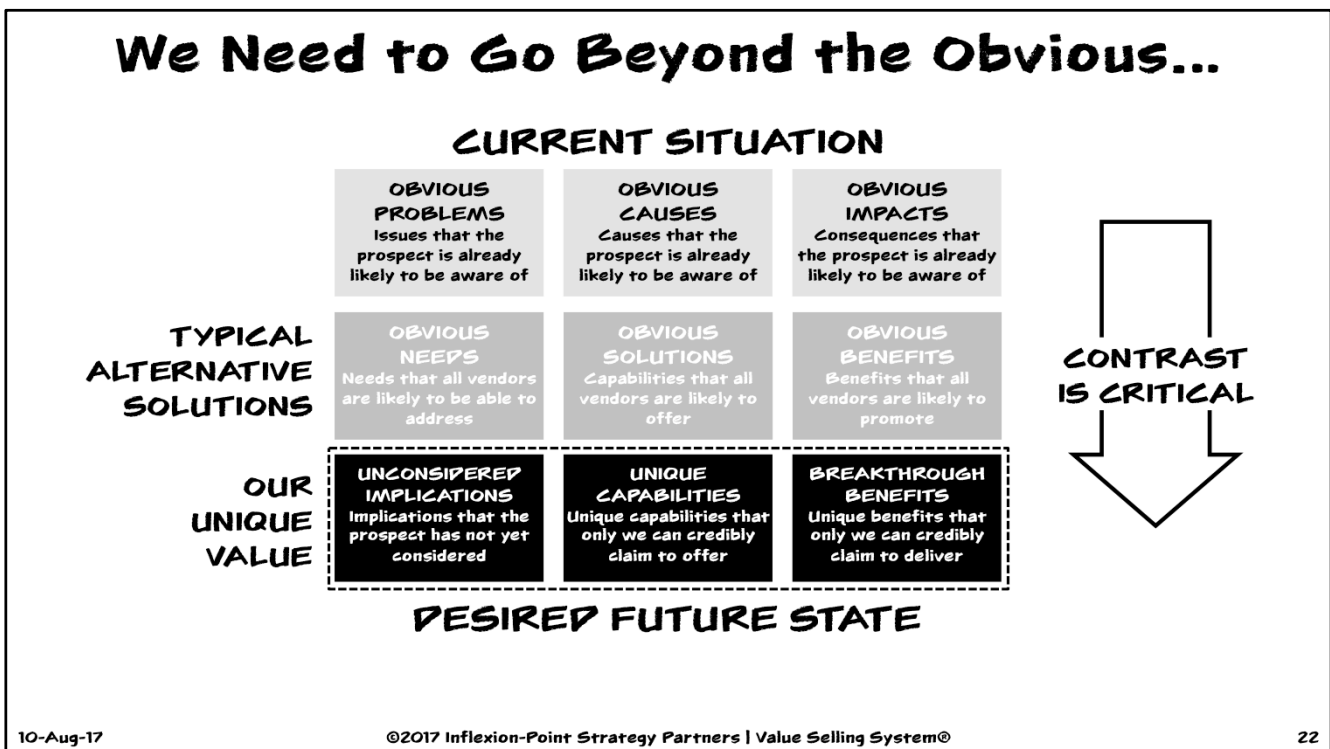 We Need to Go Beyond the Obvious...
CURRENT SITUATION
OBVIOUS
PROBLEMS
Issues that the
prospect is already
likely to be aware of
OBVIOUS
CAUSES
Causes that the
prospect is already
likely to be aware of
OBVIOUS
IMPACTS
Consequences that
the prospect is already
likely to be aware of
TYPICAL
ALTERNATIVE
SOLUTIONS
OBVIOUS
NEEDS
Needs that all vendors
are likely to be able to
address
OBVIOUS
SOLUTIONS
Capabilities that all
vendors are likely to
offer
OBVIOUS
BENEFITS
Benefits that all
vendors are likely to
promote
CONTRAST
IS CRITICAL
OUR
UNIQUE
VALUE
UNCONSIDERED
IMPLICATIONS
Implications that the
prospect has not yet
considered
UNIQUE
CAPABILITIES
Unique capabilities that
only we can credibly
claim to offer
BREAKTHROUGH
BENEFITS
Unique benefits that
only we can credibly
claim to deliver
DESIRED FUTURE STATE
10-Aug-17
©2017 Inflexion-Point Strategy Partners | Value Selling System®
22